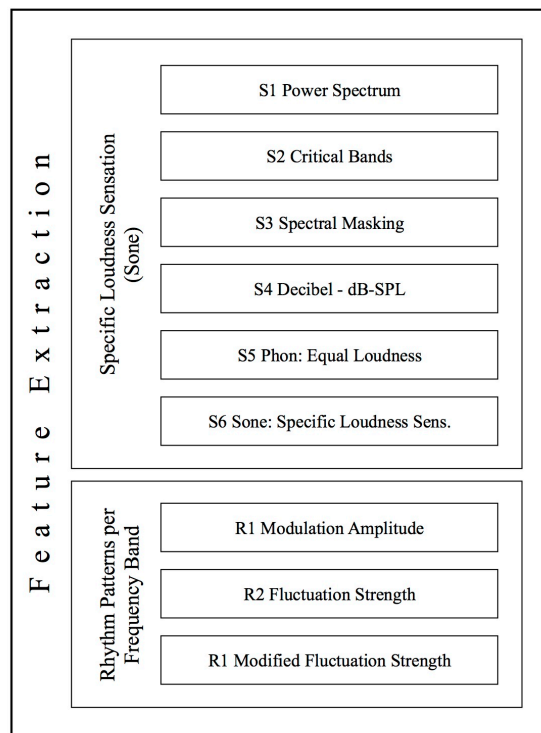 Feature Extraction
Specific Loudness Sensation
(Sone)
S1 Power Spectrum
S2 Critical Bands
S3 Spectral Masking
S4 Decibel - dB-SPL
S5 Phon: Equal Loudness
S6 Sone: Specific Loudness Sens.
Rhythm Patterns per
Frequency Band
R1 Modulation Amplitude
R2 Fluctuation Strength
R1 Modified Fluctuation Strength